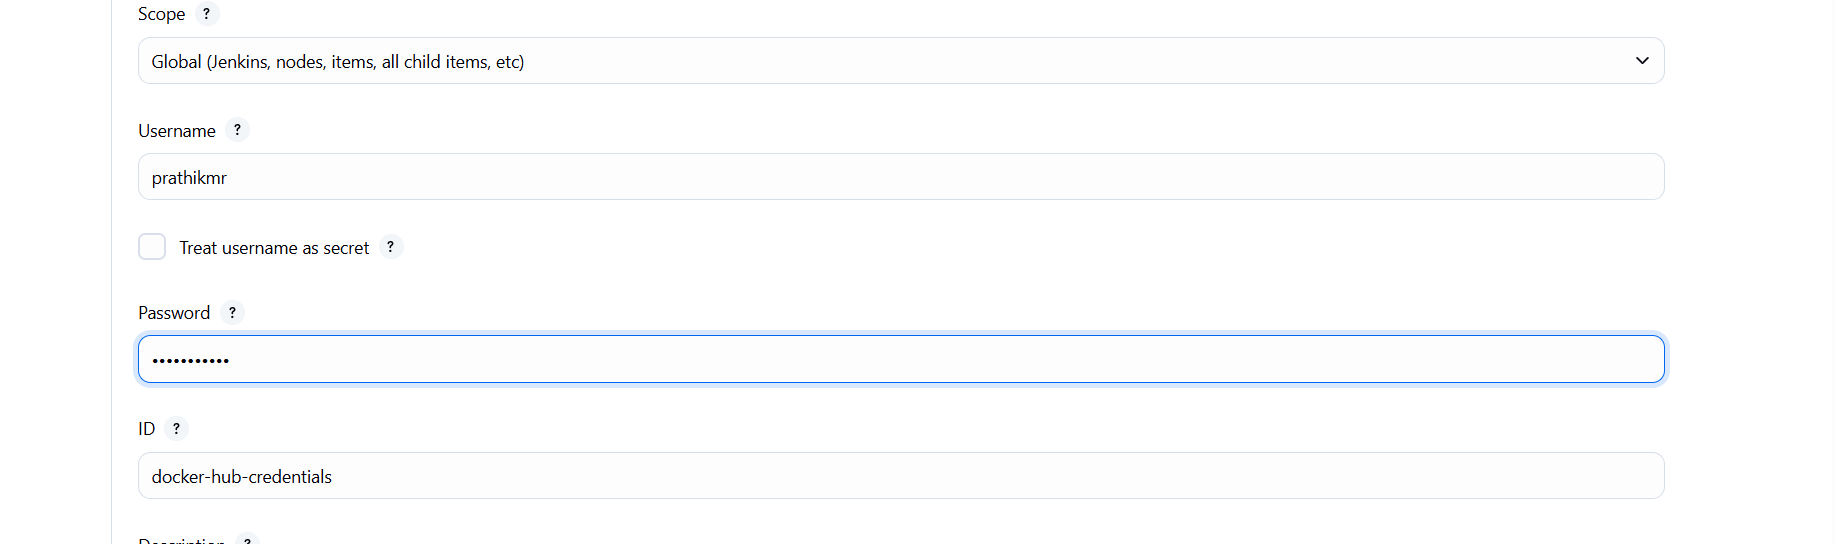 Scope ?
Global (Jenkins, nodes, items, all child items, etc)
Username ?
prathikmr
Treat username as secret ?
Password ?
•••••••••••
ID ?
docker-hub-credentials
Description ?